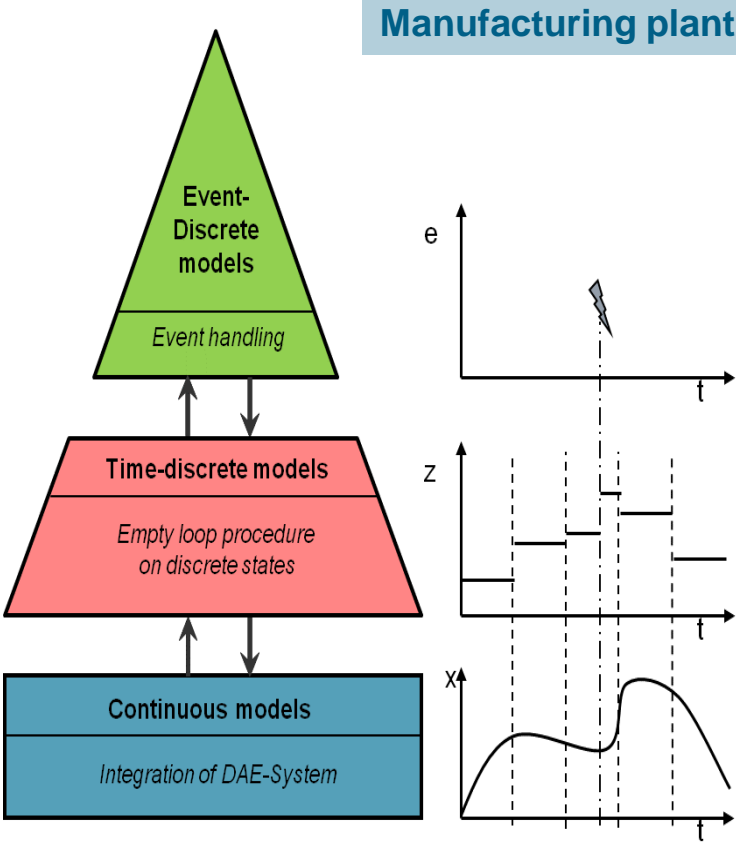 Manufacturing plant
Event-
Discrete
models
Event handling
e
t
Time-discrete models
Empty loop procedure
on discrete states
z
t
Continuous models
Integration of DAE-System
x
t